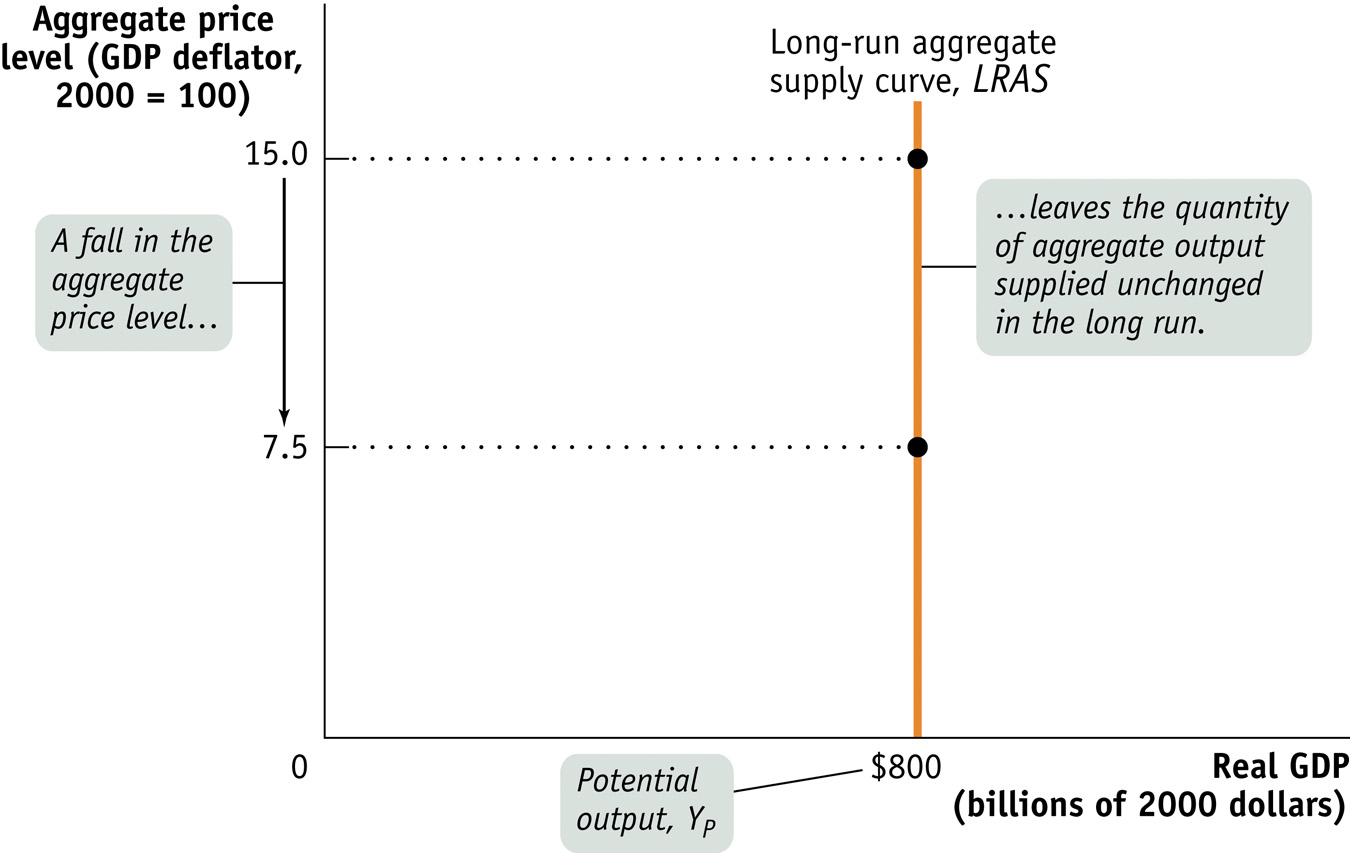 Aggregate price
level (GDP deflator,
2000 = 100)
Long-run aggregate
supply curve, LRAS
15.0
A fall in the
aggregate
price level...
...leaves the quantity
of aggregate output
supplied unchanged
in the long run.
7.5
0
Potential
output, YP
$800
Real GDP
(billions of 2000 dollars)